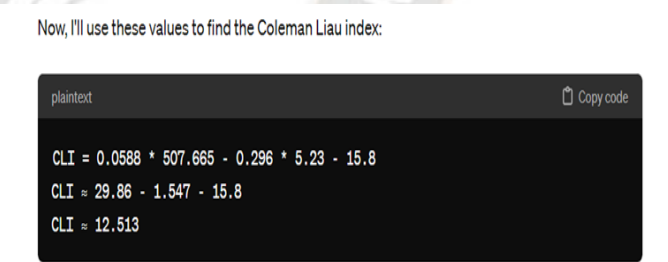 Now, I'll use these values to find the Coleman Liau index:
plaintext Copy code
CLI = 0.0588 * 507.665 - 0.296 * 5.23 - 15.8
CLI ≈ 29.86 - 1.547 - 15.8
CLI ≈ 12.513